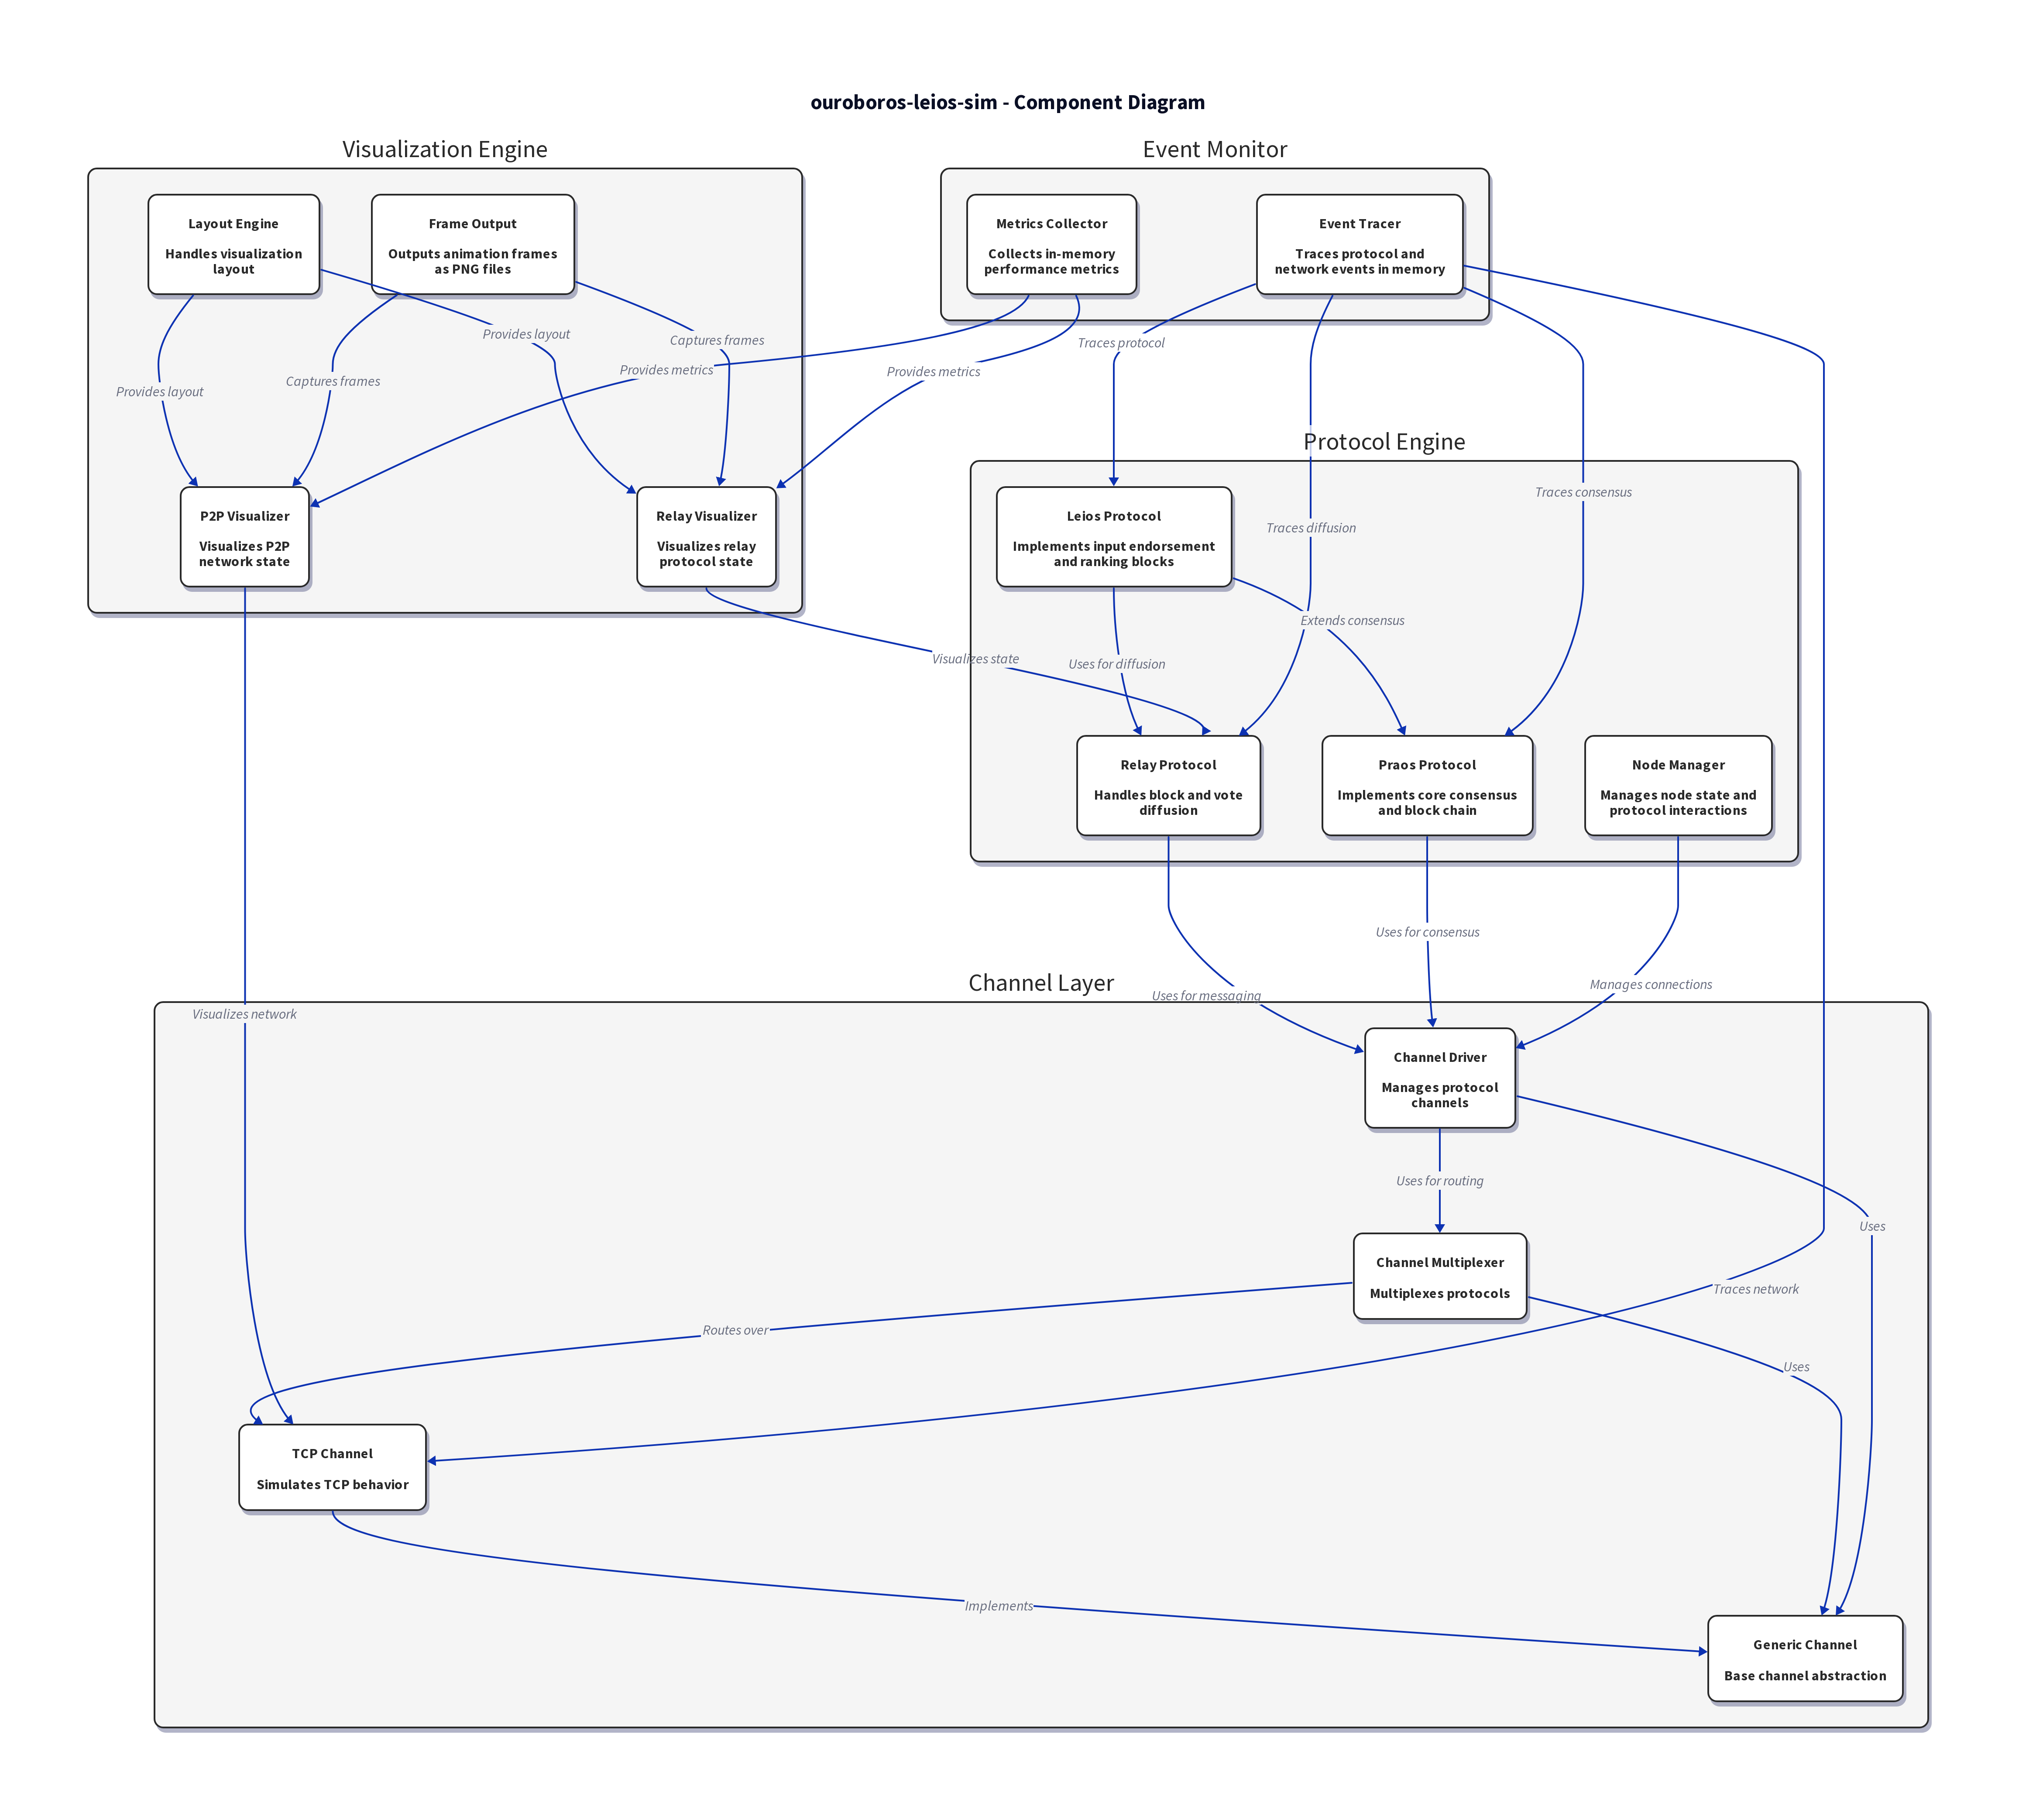 ouroboros-leios-sim - Component Diagram
Visualization Engine
Event Monitor
Layout Engine
Handles visualization
layout
Frame Output
Outputs animation frames
as PNG files
Metrics Collector
Collects in-memory
performance metrics
Event Tracer
Traces protocol and
network events in memory
Provides layout
Captures frames
Traces protocol
Provides metrics
Provides metrics
Captures frames
Provides layout
Protocol Engine
Traces consensus
P2P Visualizer
Visualizes P2P
network state
Relay Visualizer
Visualizes relay
protocol state
Leios Protocol
Implements input endorsement
and ranking blocks
Traces diffusion
Extends consensus
Visualizes state
Uses for diffusion
Relay Protocol
Handles block and vote
diffusion
Praos Protocol
Implements core consensus
and block chain
Node Manager
Manages node state and
protocol interactions
Uses for consensus
Channel Layer
Manages connections
Uses for messaging
Visualizes network
Channel Driver
Manages protocol
channels
Uses for routing
Uses
Channel Multiplexer
Multiplexes protocols
Traces network
Routes over
Uses
TCP Channel
Simulates TCP behavior
Implements
Generic Channel
Base channel abstraction